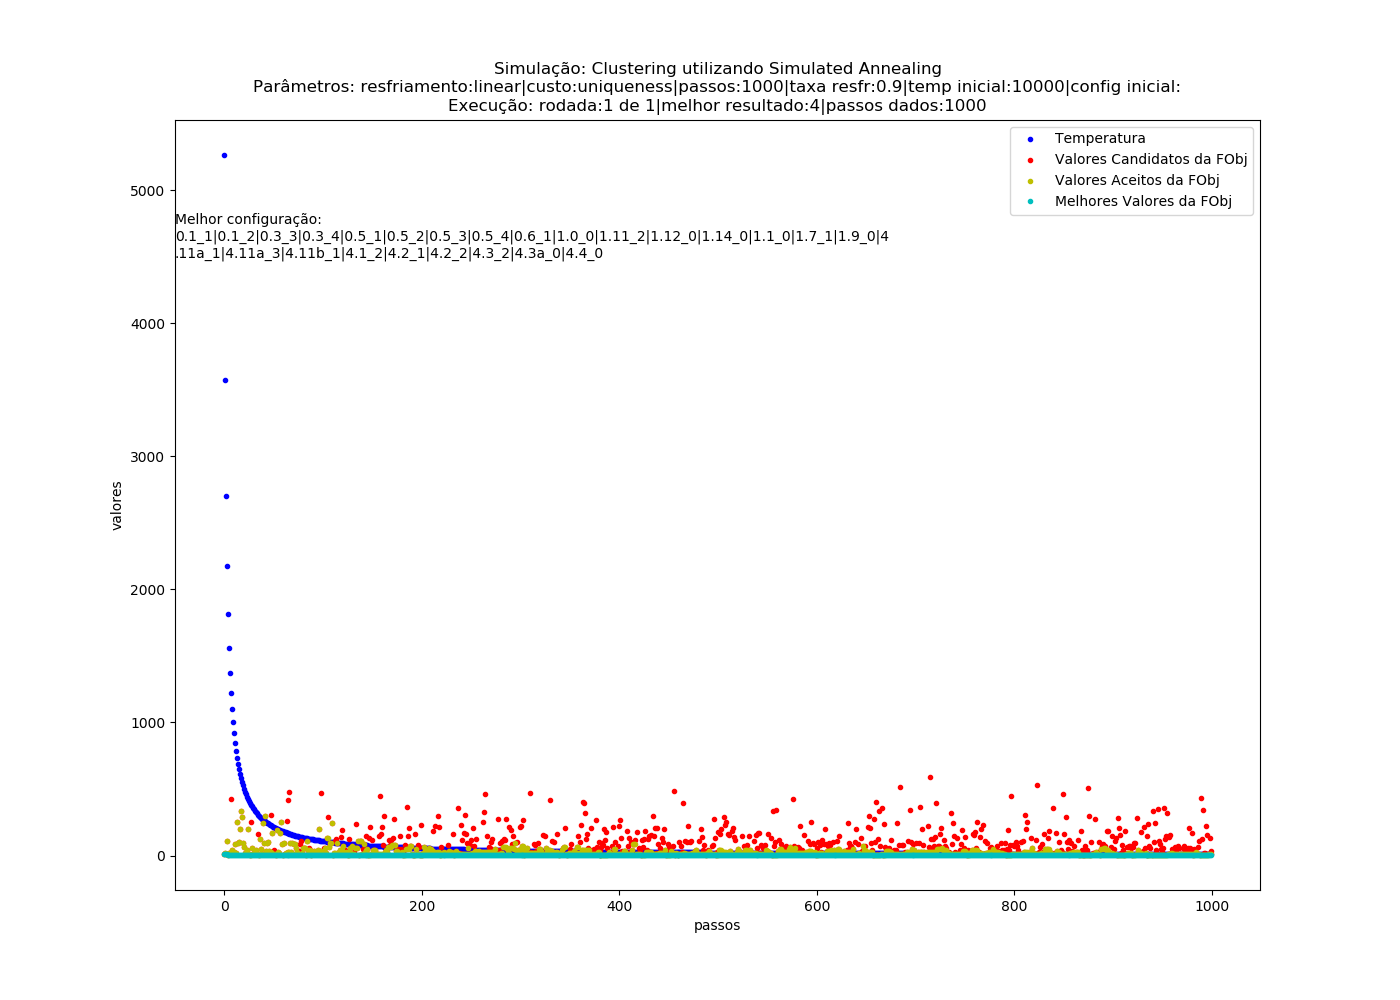 Simulação: Clustering utilizando Simulated Annealing
Parâmetros: resfriamento:linear|custo:uniqueness|passos:1000|taxa resfr:0.9|temp inicial:10000|config inicial:
Execução: rodada:1 de 1|melhor resultado:4|passos dados:1000
Temperatura
Valores Candidatos da FObj
Valores Aceitos da FObj
Melhores Valores da FObj
Melhor configuração:
0.1_1|0.1_2|0.3_3|0.3_4|0.5_1|0.5_2|0.5_3|0.5_4|0.6_1|1.0_0|1.11_2|1.12_0|1.14_0|1.1_0|1.7_1|1.9_0|4
.11a_1|4.11a_3|4.11b_1|4.1_2|4.2_1|4.2_2|4.3_2|4.3a_0|4.4_0
5000
4000
3000
2000
1000
0
valores
0 200 400 600 800 1000
passos